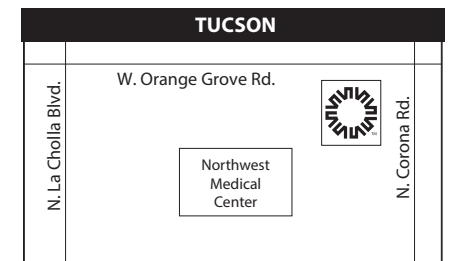 TUCSON
W. Orange Grove Rd.
N. La Cholla Blvd.
N. Corona Rd.
Northwest
Medical
Center